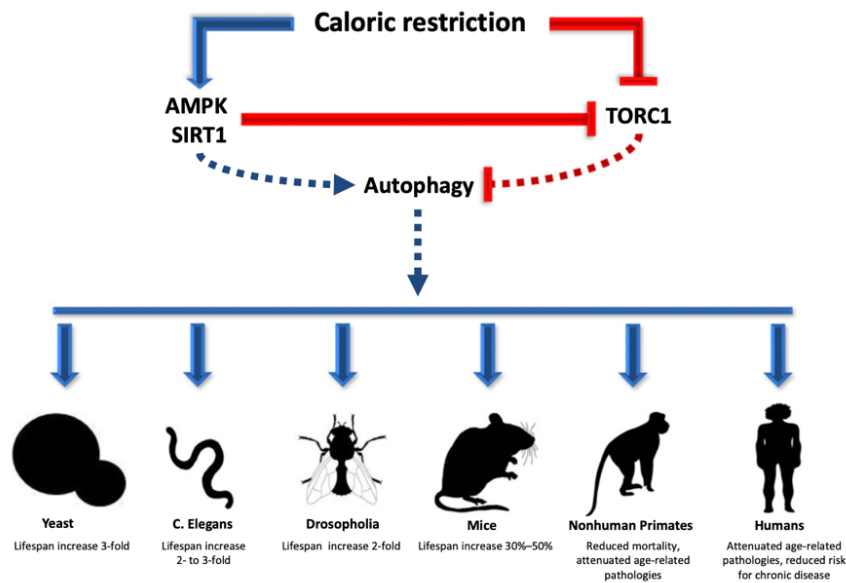 Caloric restriction
AMPK
SIRT1
TORC1
Autophagy
Yeast
Lifespan increase 3-fold
C. Elegans
Lifespan increase
2- to 3-fold
Drosopholia
Lifespan increase 2-fold
Mice
Lifespan increase 30%–50%
Nonhuman Primates
Reduced mortality,
attenuated age-related
pathologies
Humans
Attenuated age-related
pathologies, reduced risk
for chronic disease